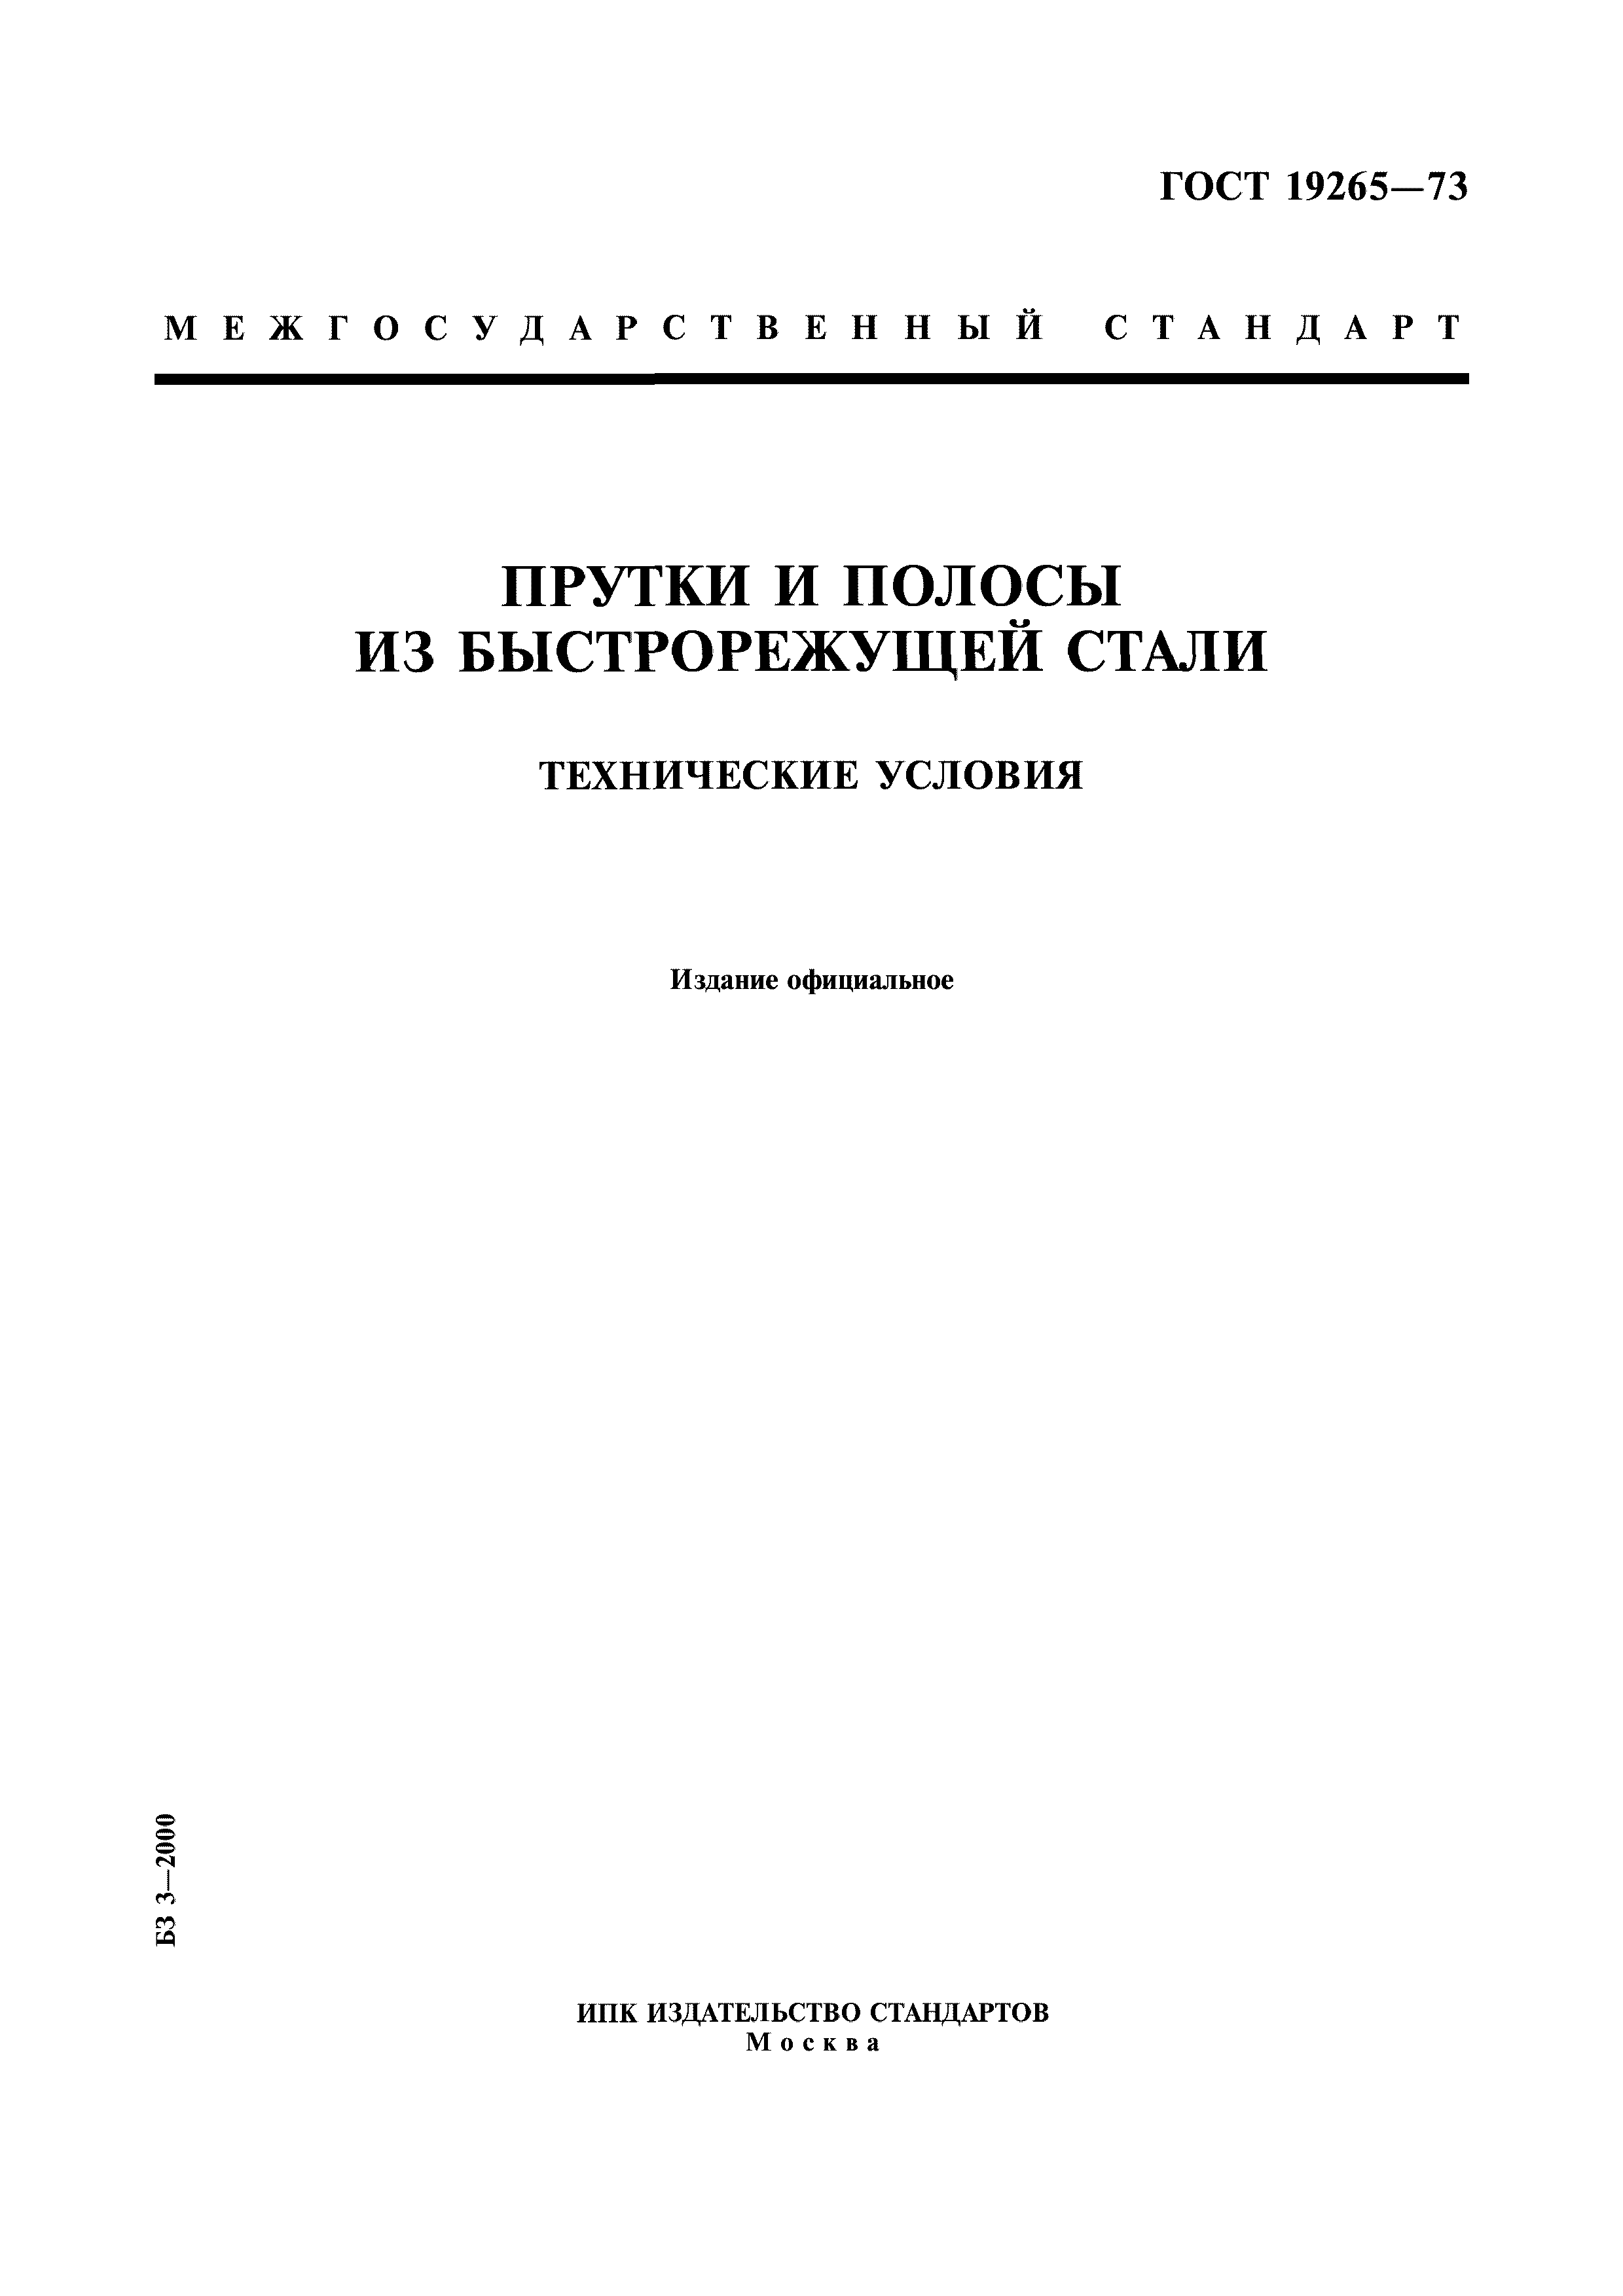 ГОСТ 19265—73
МЕЖГОСУДАРСТВЕННЫЙ СТАНДАРТ
ПРУТКИ И ПОЛОСЫ
ИЗ БЫСТРОРЕЖУЩЕЙ СТАЛИ
ТЕХНИЧЕСКИЕ УСЛОВИЯ
Издание официальное
БЗ 3—2000
ИПК ИЗДАТЕЛЬСТВО СТАНДАРТОВ
Москва